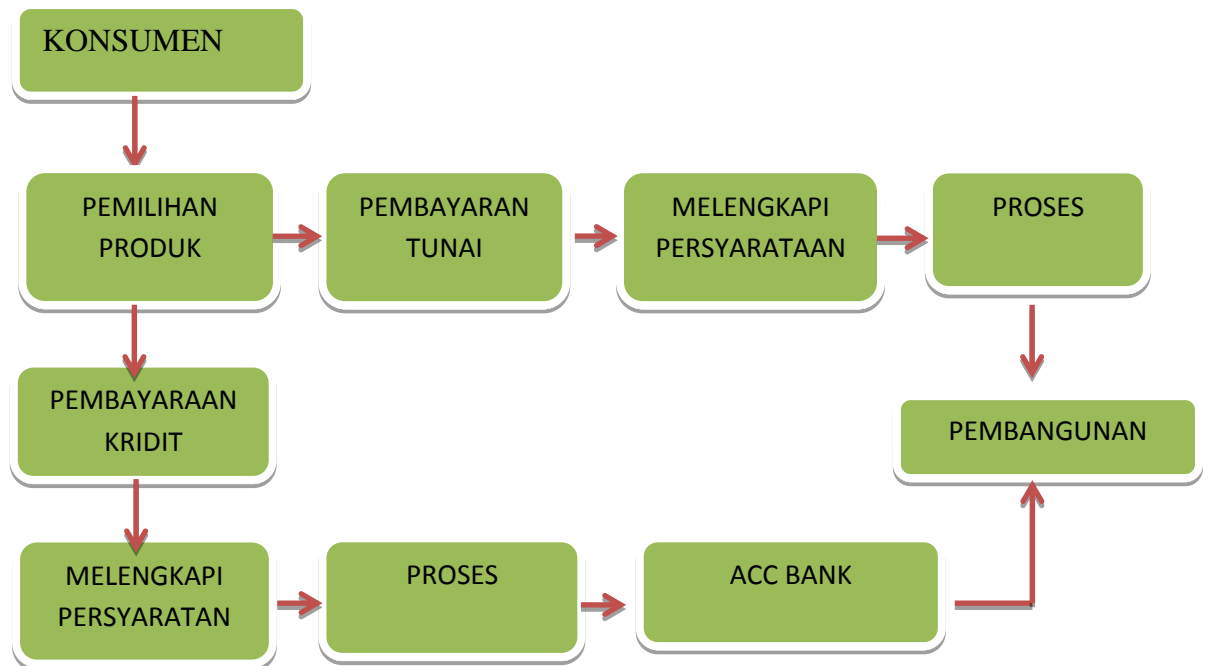 KONSUMEN
PEMILIHAN
PRODUK
PEMBAYARAN
TUNAI
MELENGKAPI
PERSYARATAAN
PROSES
PEMBAYARAAN
KRIDIT
PEMBANGUNAN
MELENGKAPI
PERSYARATAN
PROSES
ACC BANK